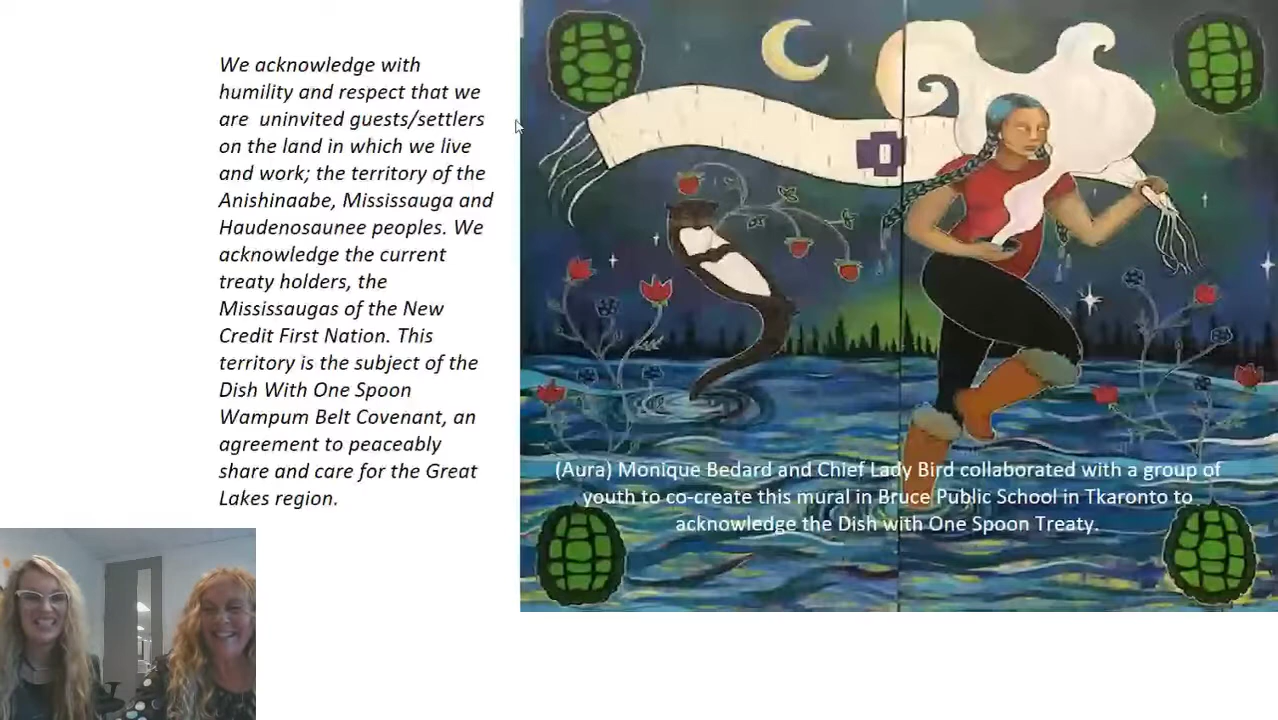 We acknowledge with
humility and respect that we
are  uninvited guests/settlers
on the land in which we live
and work; the territory of the
Anishinaabe, Mississauga and
Haudenosaunee peoples. We
acknowledge the current
treaty holders, the
Mississaugas of the New
Credit First Nation. This
territory is the subject of the
Dish With One Spoon
Wampum Belt Covenant, an
agreement to peaceably
share and care for the Great
Lakes region.
(Aura) Monique Bedard and Chief Lady Bird collaborated with a group of
youth to co-create this mural in Bruce Public School in Tkaronto to
acknowledge the Dish with One Spoon Treaty.